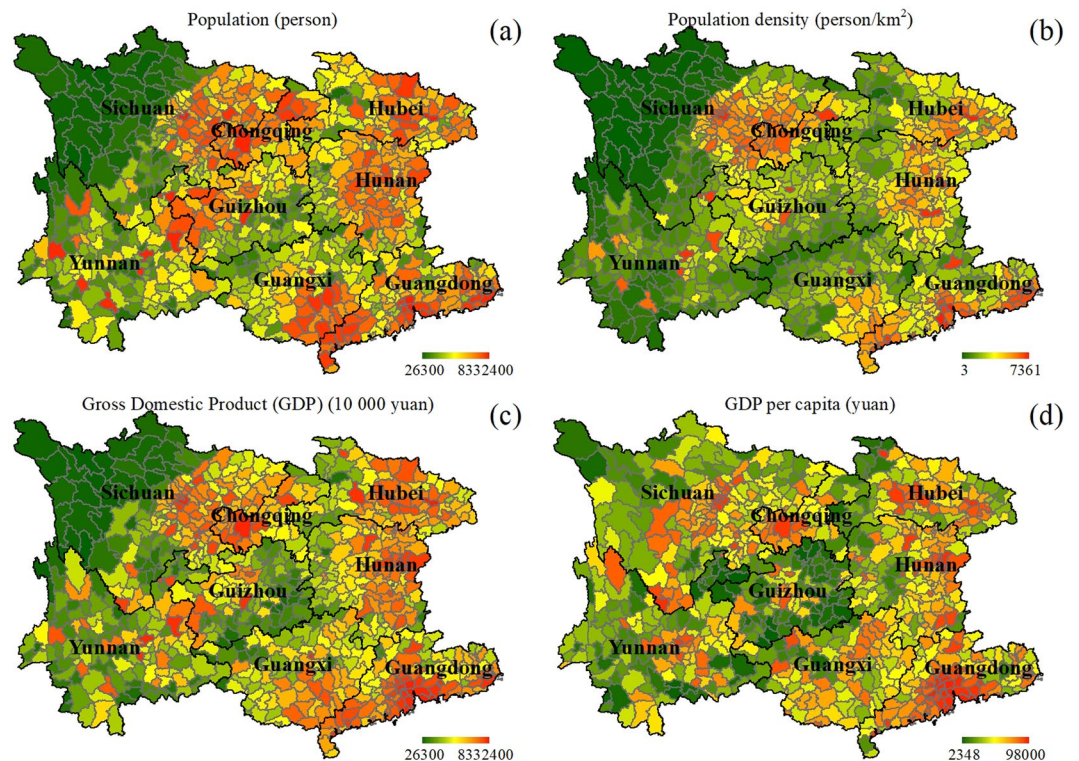 Population (person)
(a)
Sichuan
Chongqing
Hubei
Hunan
Guizhou
Yunnan
Guangxi
Guangdong
26300 8332400
Population density (person/km²)
(b)
Sichuan
Chongqing
Hubei
Hunan
Guizhou
Yunnan
Guangxi
Guangdong
3 7361
Gross Domestic Product (GDP) (10 000 yuan)
(c)
Sichuan
Chongqing
Hubei
Hunan
Guizhou
Yunnan
Guangxi
Guangdong
26300 8332400
GDP per capita (yuan)
(d)
Sichuan
Chongqing
Hubei
Hunan
Guizhou
Yunnan
Guangxi
Guangdong
2348 98000